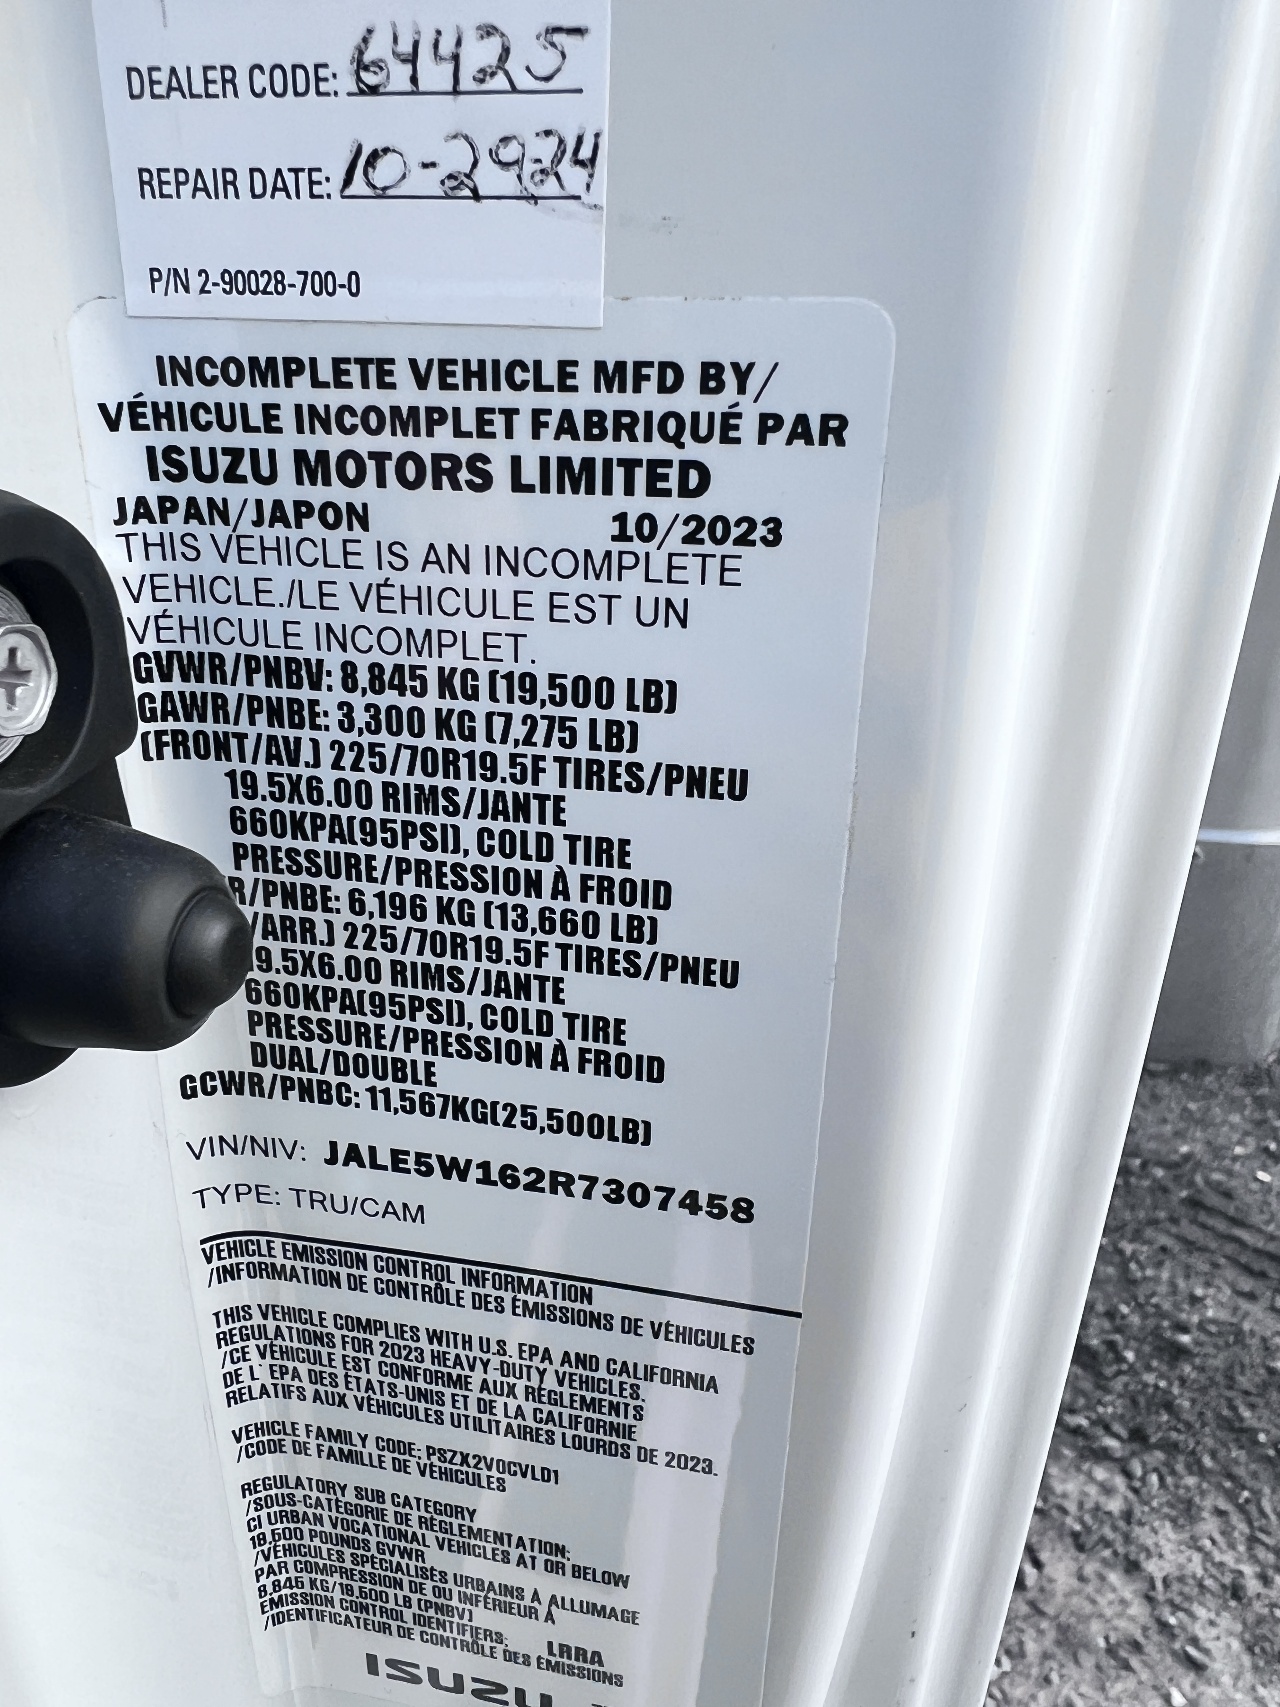 DEALER CODE: 64425
REPAIR DATE: 10-29-24
P/N 2-90028-700-0
INCOMPLETE VEHICLE MFD BY/
VÉHICULE INCOMPLET FABRIQUÉ PAR
ISUZU MOTORS LIMITED
JAPAN/JAPON 10/2023
THIS VEHICLE IS AN INCOMPLETE
VEHICLE./LE VÉHICULE EST UN
VÉHICULE INCOMPLET.
GVWR/PNBV: 8,845 KG (19,500 LB)
GAWR/PNBE: 3,300 KG (7,275 LB)
(FRONT/AV.) 225/70R19.5F TIRES/PNEU
19.5X6.00 RIMS/JANTE
660KPA(95PSI), COLD TIRE
PRESSURE/PRESSION À FROID
R/PNBE: 6,196 KG (13,660 LB)
/ARR.) 225/70R19.5F TIRES/PNEU
19.5X6.00 RIMS/JANTE
660KPA(95PSI), COLD TIRE
PRESSURE/PRESSION À FROID
DUAL/DOUBLE
GCWR/PNBC: 11,567KG(25,500LB)
VIN/NIV: JALE5W162R7307458
TYPE: TRU/CAM
VEHICLE EMISSION CONTROL INFORMATION
/INFORMATION DE CONTRÔLE DES ÉMISSIONS DE VÉHICULES
THIS VEHICLE COMPLIES WITH U.S. EPA AND CALIFORNIA
REGULATIONS FOR 2023 HEAVY-DUTY VEHICLES.
/CE VÉHICULE EST CONFORME AUX RÉGLEMENTS
DE L'EPA DES ÉTATS-UNIS ET DE LA CALIFORNIE
RELATIFS AUX VÉHICULES UTILITAIRES LOURDS DE 2023.
VEHICLE FAMILY CODE: PSZX2V0CVLD1
/CODE DE FAMILLE DE VÉHICULES
REGULATORY SUB CATEGORY
/SOUS-CATÉGORIE DE RÉGLEMENTATION:
CI URBAN VOCATIONAL VEHICLES AT OR BELOW
19,500 POUNDS GVWR
/VÉHICULES SPÉCIALISÉS URBAINS À ALLUMAGE
PAR COMPRESSION DE OU INFÉRIEUR À
8,845 KG/19,500 LB (PNBV)
EMISSION CONTROL IDENTIFIERS: LRRA
/IDENTIFICATEUR DE CONTRÔLE DES ÉMISSIONS
ISUZU